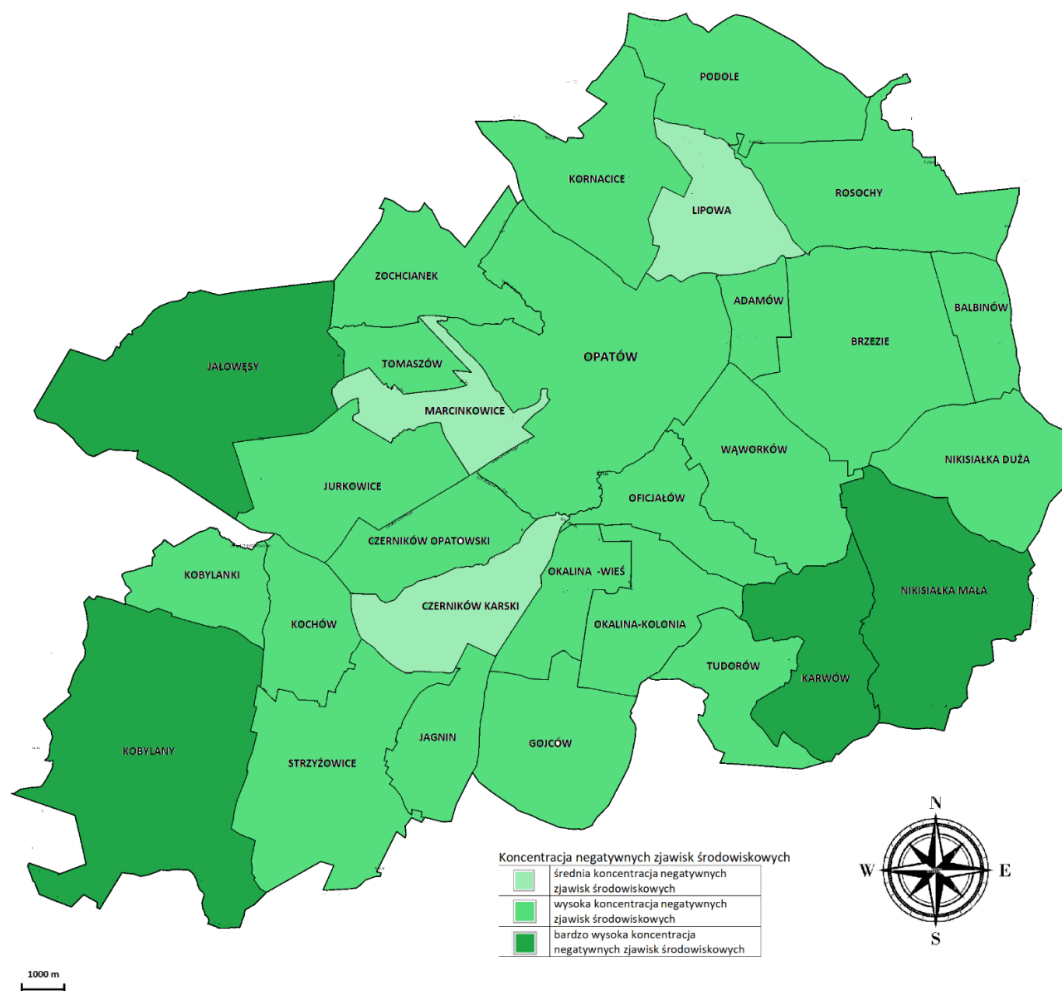 PODOLE
KORNACICE
ROSOCHY
LIPOWA
ZOCHCIANEK
ADAMÓW
BALBINÓW
BRZEZIE
OPATÓW
JAŁOWĘSY
TOMASZÓW
MARCINKOWICE
WĄWORKÓW
NIKISIAŁKA DUŻA
JURKOWICE
OFICJAŁÓW
CZERNIKÓW OPATOWSKI
OKALINA -WIEŚ
KOBYLANKI
NIKISIAŁKA MAŁA
CZERNIKÓW KARSKI
KOCHÓW
OKALINA-KOLONIA
TUDORÓW
KARWÓW
JAGNIN
GOJCÓW
KOBYLANY
STRZYŻOWICE
N
W
E
S
Koncentracja negatywnych zjawisk środowiskowych
średnia koncentracja negatywnych
zjawisk środowiskowych
wysoka koncentracja negatywnych
zjawisk środowiskowych
bardzo wysoka koncentracja
negatywnych zjawisk środowiskowych
1000 m